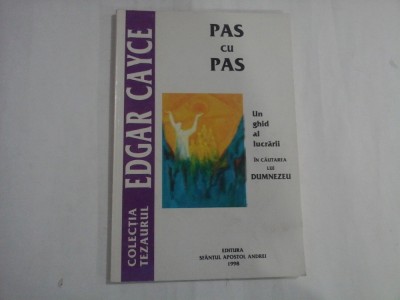 COLECȚIA
TEZAURUL
EDGAR CAYCE
PAS
CU
PAS
Un
ghid
al
lucrării
ÎN CĂUTAREA
LUI
DUMNEZEU
EDITURA
SFÂNTUL APOSTOL ANDREI
1998